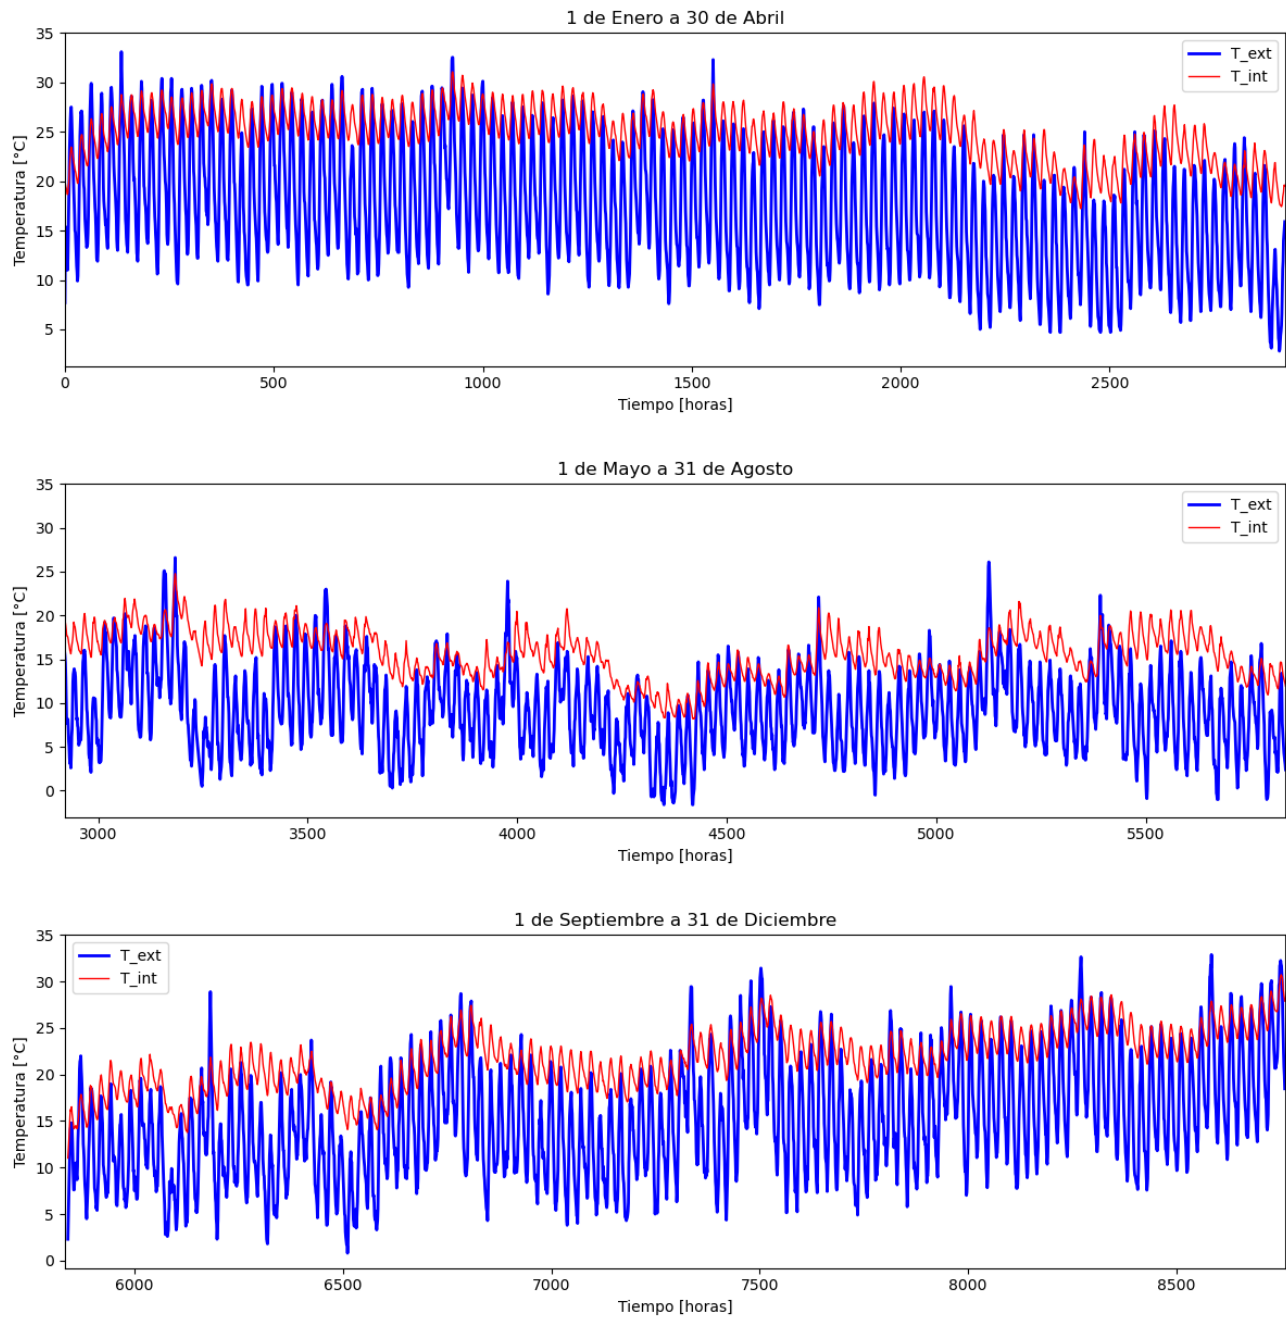 1 de Enero a 30 de Abril
35
30
25
20
15
10
5
Temperatura [°C]
T_ext
T_int
0 500 1000 1500 2000 2500
Tiempo [horas]
1 de Mayo a 31 de Agosto
35
30
25
20
15
10
5
0
Temperatura [°C]
T_ext
T_int
3000 3500 4000 4500 5000 5500
Tiempo [horas]
1 de Septiembre a 31 de Diciembre
35
30
25
20
15
10
5
0
Temperatura [°C]
T_ext
T_int
6000 6500 7000 7500 8000 8500
Tiempo [horas]